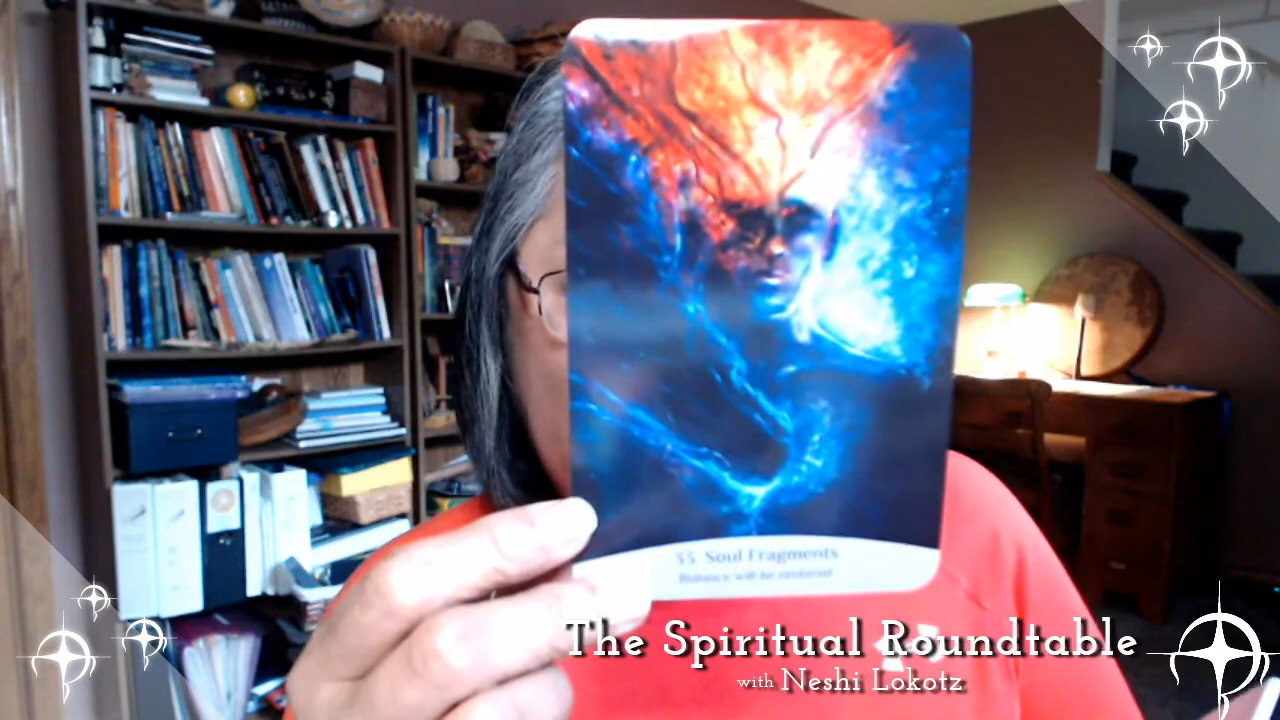 33 Soul Fragments
Balance will be restored
The Spiritual Roundtable
with Neshi Lokotz